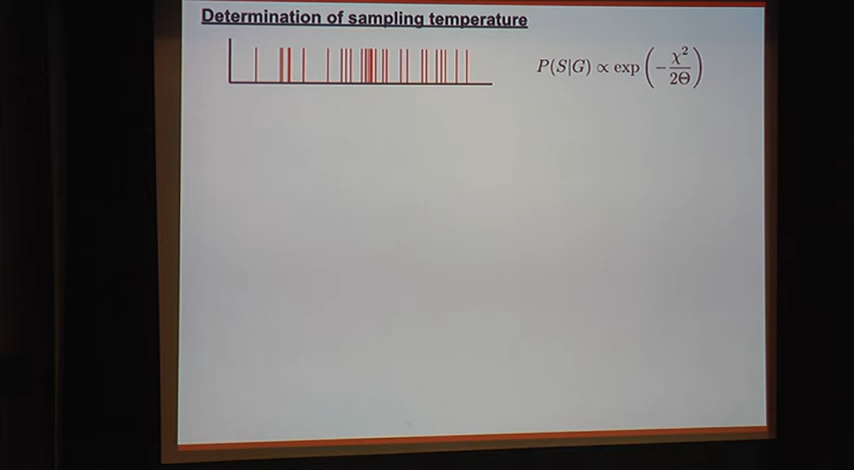 Determination of sampling temperature
P(S|G) ∝ exp(−χ²/2Θ)